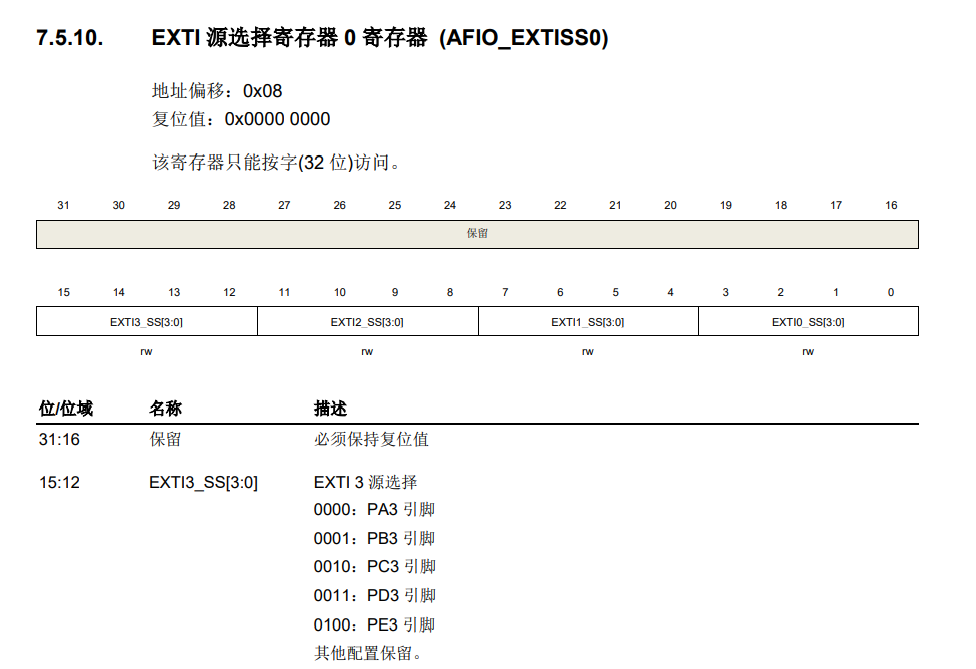 7.5.10. EXTI 源选择寄存器 0 寄存器 (AFIO_EXTISS0)
地址偏移：0x08
复位值：0x0000 0000
该寄存器只能按字(32 位)访问。
31 30 29 28 27 26 25 24 23 22 21 20 19 18 17 16
保留
15 14 13 12 11 10 9 8 7 6 5 4 3 2 1 0
EXTI3_SS[3:0] EXTI2_SS[3:0] EXTI1_SS[3:0] EXTI0_SS[3:0]
rw rw rw rw
位/位域 名称 描述
31:16 保留 必须保持复位值
15:12 EXTI3_SS[3:0] EXTI 3 源选择
0000：PA3 引脚
0001：PB3 引脚
0010：PC3 引脚
0011：PD3 引脚
0100：PE3 引脚
其他配置保留。